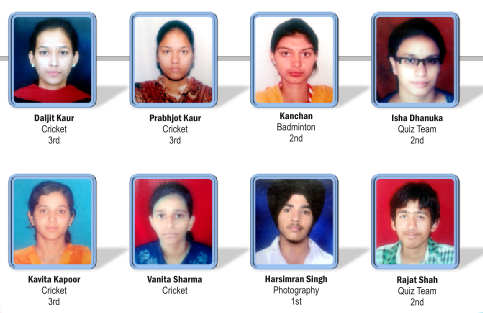 Daljit Kaur
Cricket
3rd
Prabhjot Kaur
Cricket
3rd
Kanchan
Badminton
2nd
Isha Dhanuka
Quiz Team
2nd
Kavita Kapoor
Cricket
3rd
Vanita Sharma
Cricket
Harsimran Singh
Photography
1st
Rajat Shah
Quiz Team
2nd